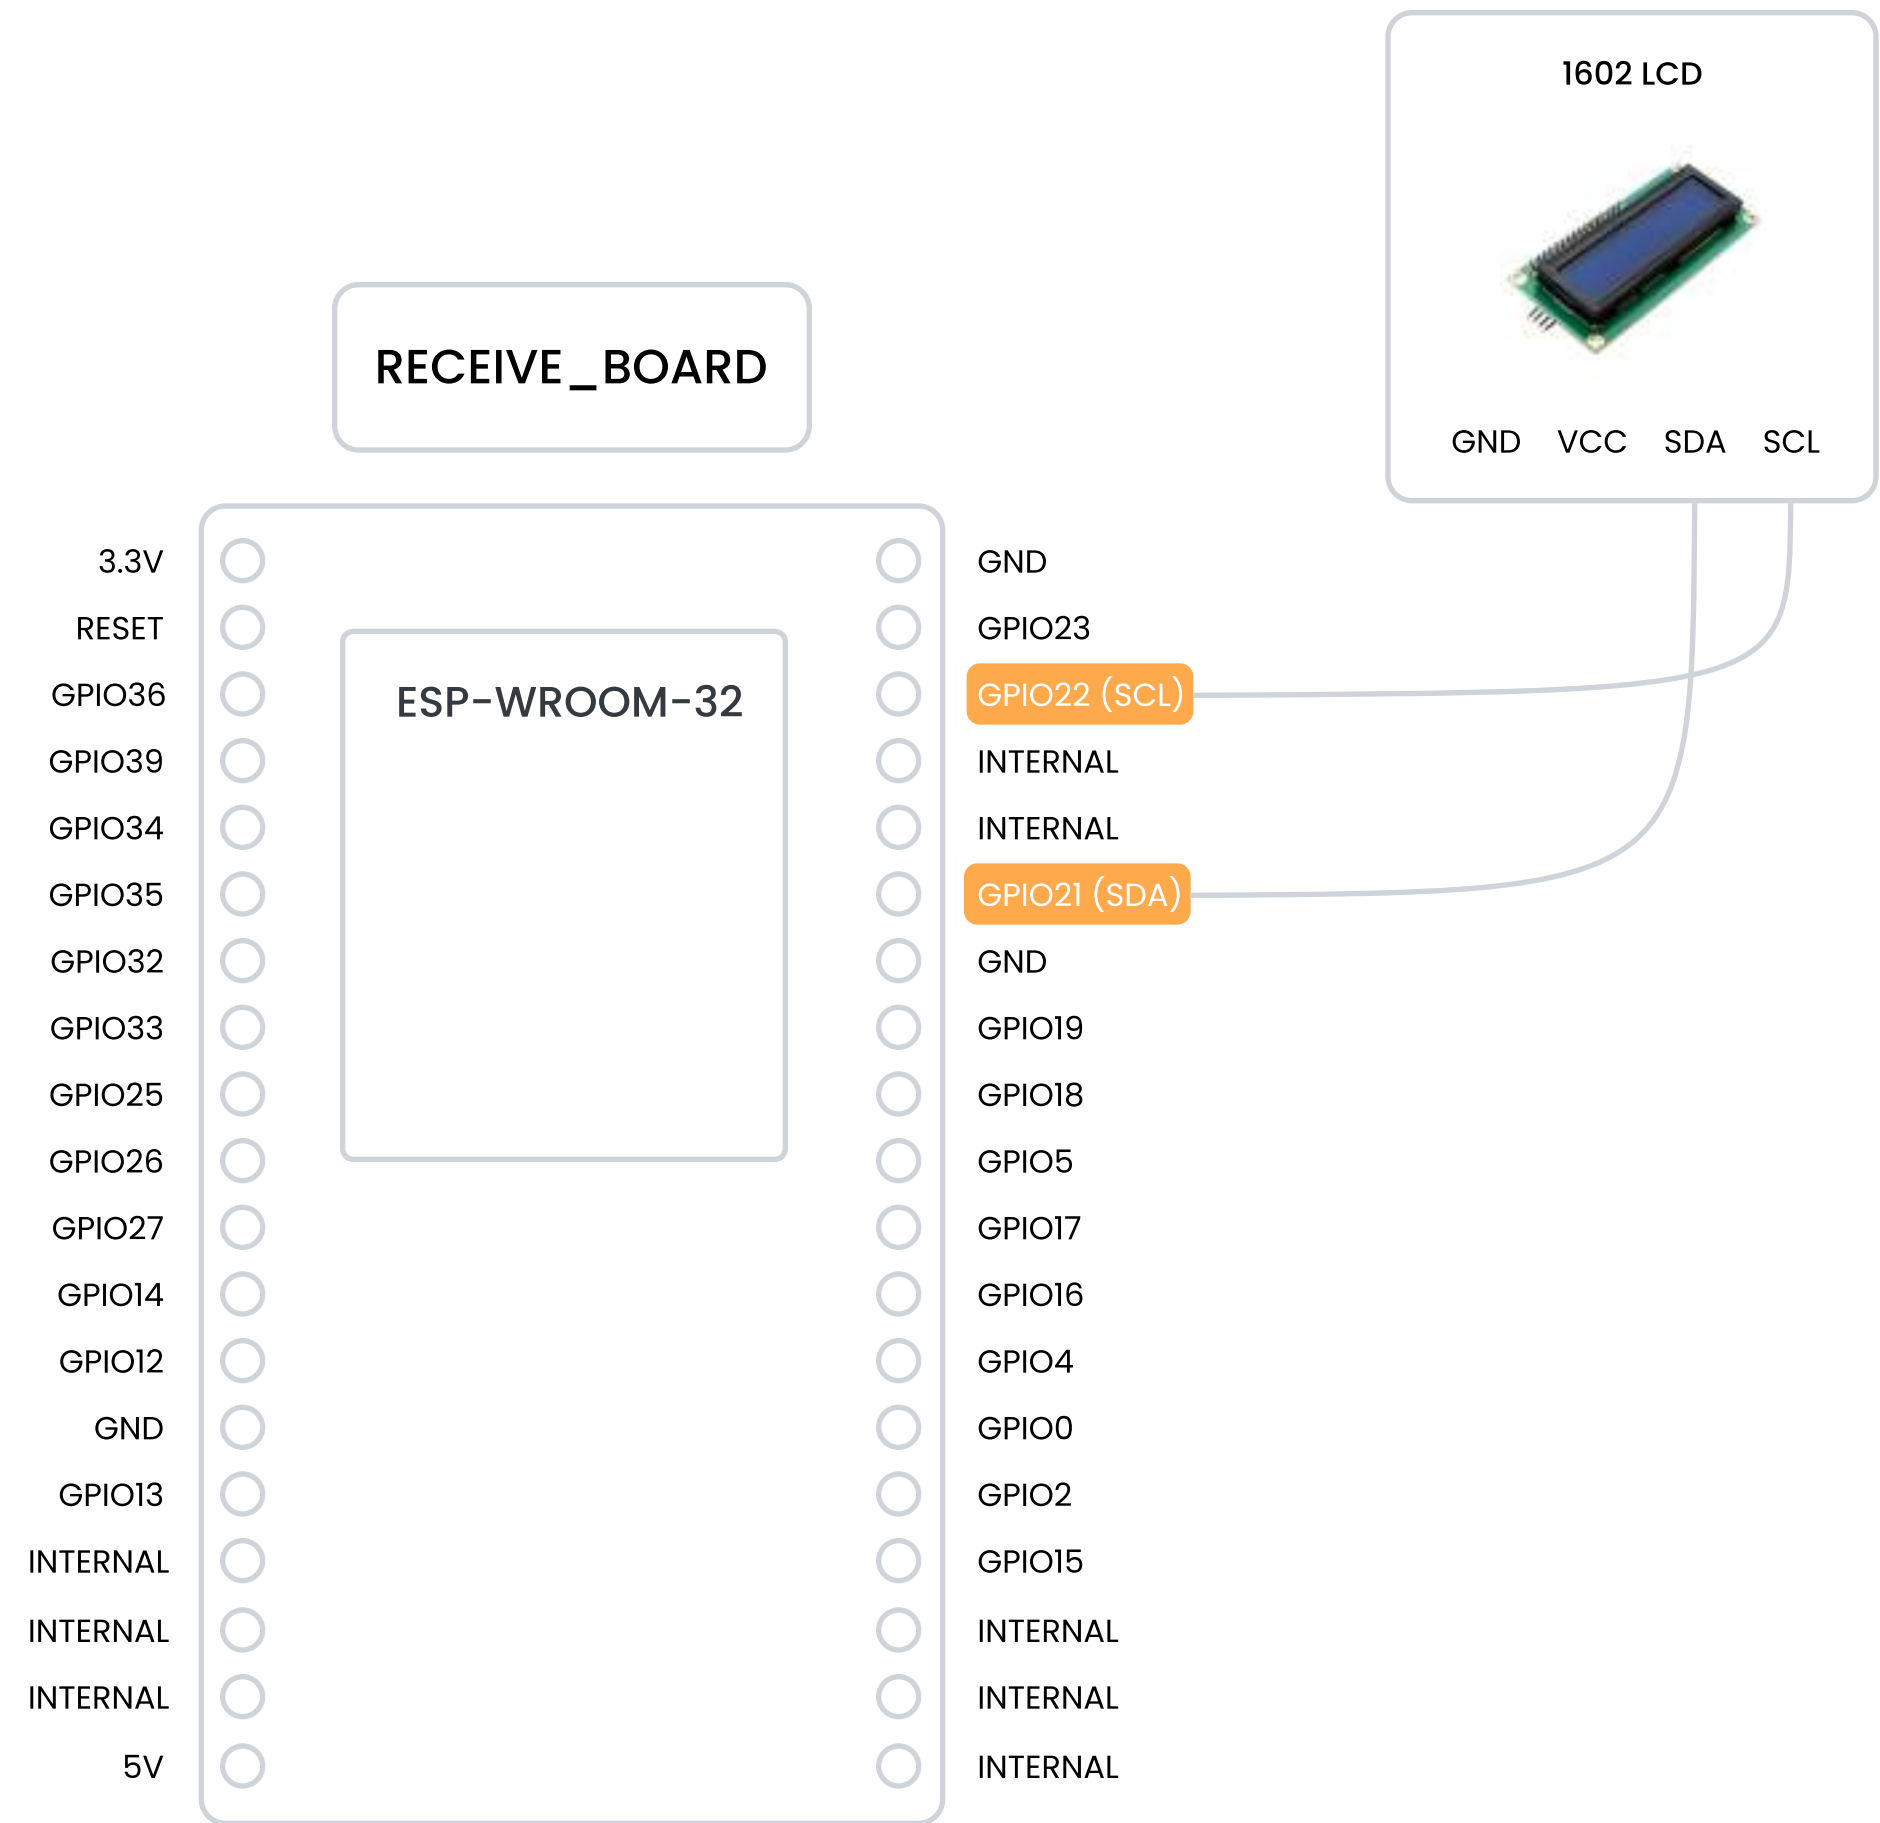 1602 LCD
GND VCC SDA SCL
RECEIVE_BOARD
ESP-WROOM-32
3.3V
RESET
GPIO36
GPIO39
GPIO34
GPIO35
GPIO32
GPIO33
GPIO25
GPIO26
GPIO27
GPIO14
GPIO12
GND
GPIO13
INTERNAL
INTERNAL
INTERNAL
5V
GND
GPIO23
GPIO22 (SCL)
INTERNAL
INTERNAL
GPIO21 (SDA)
GND
GPIO19
GPIO18
GPIO5
GPIO17
GPIO16
GPIO4
GPIO0
GPIO2
GPIO15
INTERNAL
INTERNAL
INTERNAL